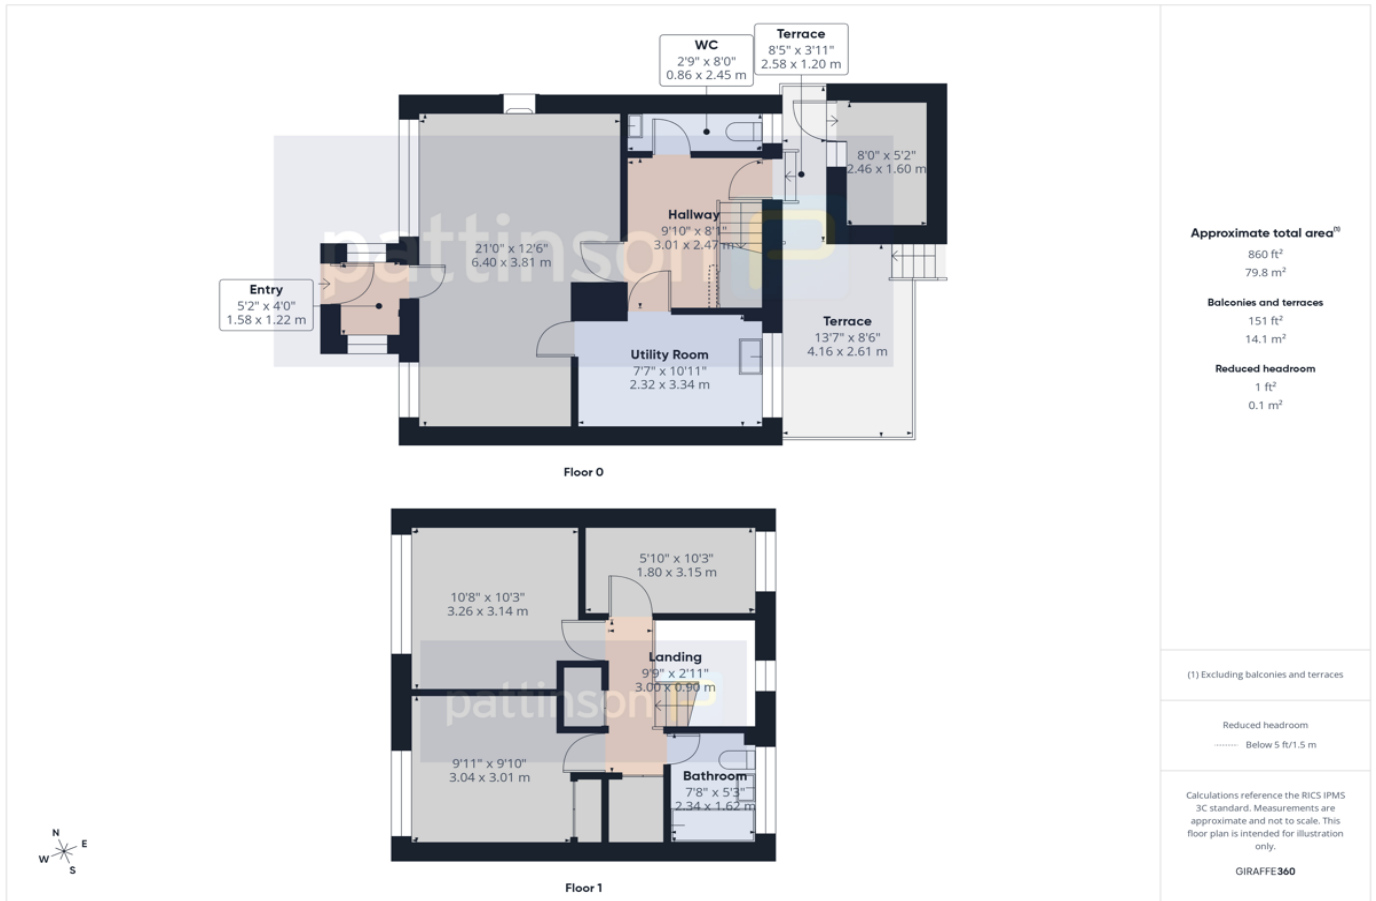 Terrace
8'5" x 3'11"
2.58 x 1.20 m
WC
2'9" x 8'0"
0.86 x 2.45 m
8'0" x 5'2"
2.46 x 1.60 m
Hallway
9'10" x 8'1"
3.01 x 2.47 m
21'0" x 12'6"
6.40 x 3.81 m
pattinson
Entry
5'2" x 4'0"
1.58 x 1.22 m
Terrace
13'7" x 8'6"
4.16 x 2.61 m
Utility Room
7'7" x 10'11"
2.32 x 3.34 m
Floor 0
5'10" x 10'3"
1.80 x 3.15 m
10'8" x 10'3"
3.26 x 3.14 m
Landing
9'9" x 2'11"
3.00 x 0.90 m
pattinson
9'11" x 9'10"
3.04 x 3.01 m
Bathroom
7'8" x 5'3"
2.34 x 1.62 m
Floor 1
N
E
W
S
Approximate total area(1)
860 ft²
79.8 m²
Balconies and terraces
151 ft²
14.1 m²
Reduced headroom
1 ft²
0.1 m²
(1) Excluding balconies and terraces
Reduced headroom
Below 5 ft/1.5 m
Calculations reference the RICS IPMS
3C standard. Measurements are
approximate and not to scale. This
floor plan is intended for illustration
only.
GIRAFFE360